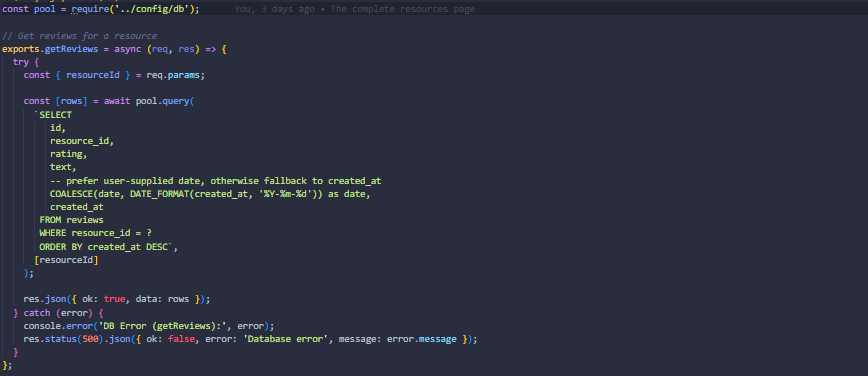 const pool = require('../config/db');     You, 3 days ago • The complete resources page

// Get reviews for a resource
exports.getReviews = async (req, res) => {
  try {
    const { resourceId } = req.params;

    const [rows] = await pool.query(
      `SELECT
         id,
         resource_id,
         rating,
         text,
         -- prefer user-supplied date, otherwise fallback to created_at
         COALESCE(date, DATE_FORMAT(created_at, '%Y-%m-%d')) as date,
         created_at
       FROM reviews
       WHERE resource_id = ?
       ORDER BY created_at DESC`,
      [resourceId]
    );

    res.json({ ok: true, data: rows });
  } catch (error) {
    console.error('DB Error (getReviews):', error);
    res.status(500).json({ ok: false, error: 'Database error', message: error.message });
  }
};